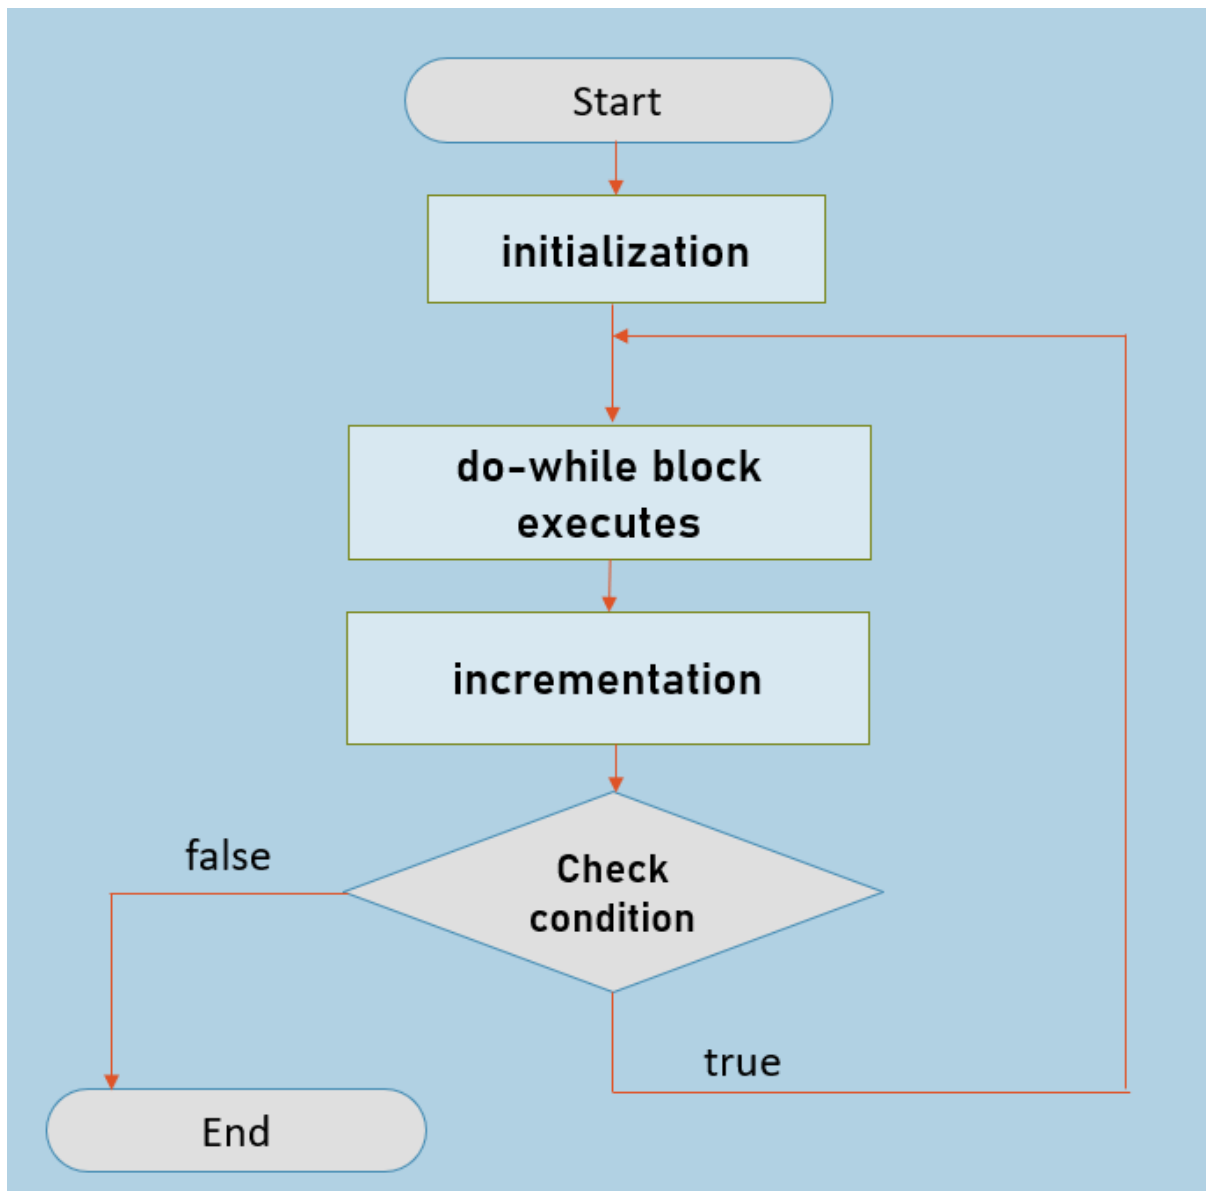 Start
initialization
do-while block
executes
incrementation
false
Check
condition
true
End